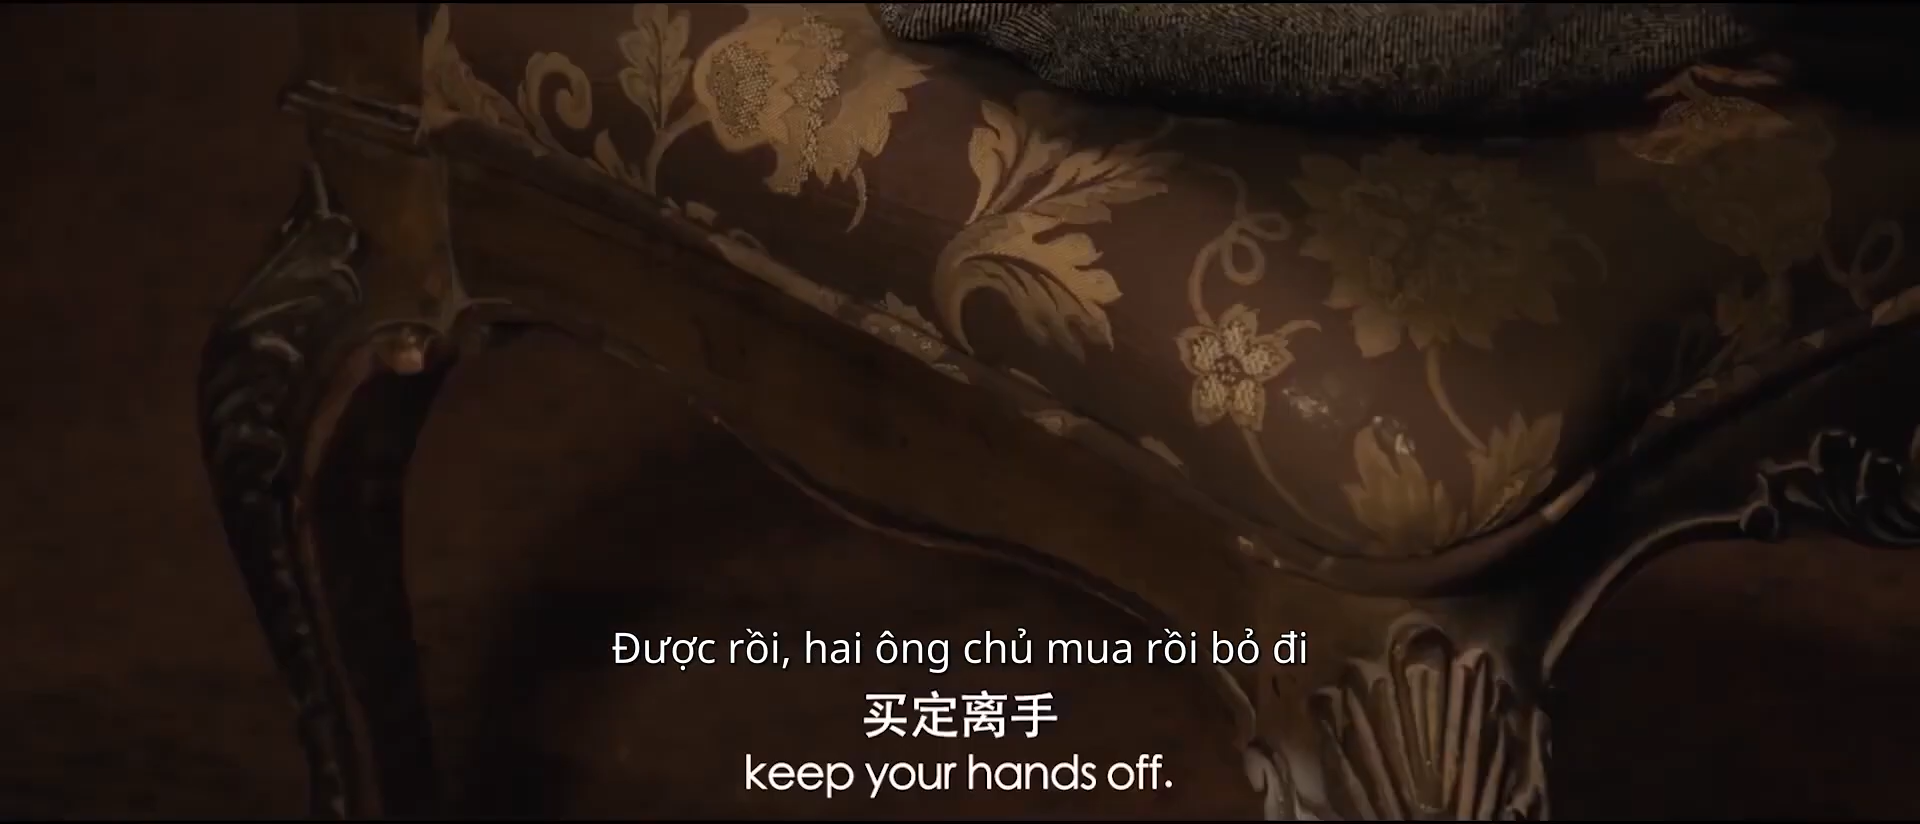 Được rồi, hai ông chủ mua rồi bỏ đi
买定离手
keep your hands off.